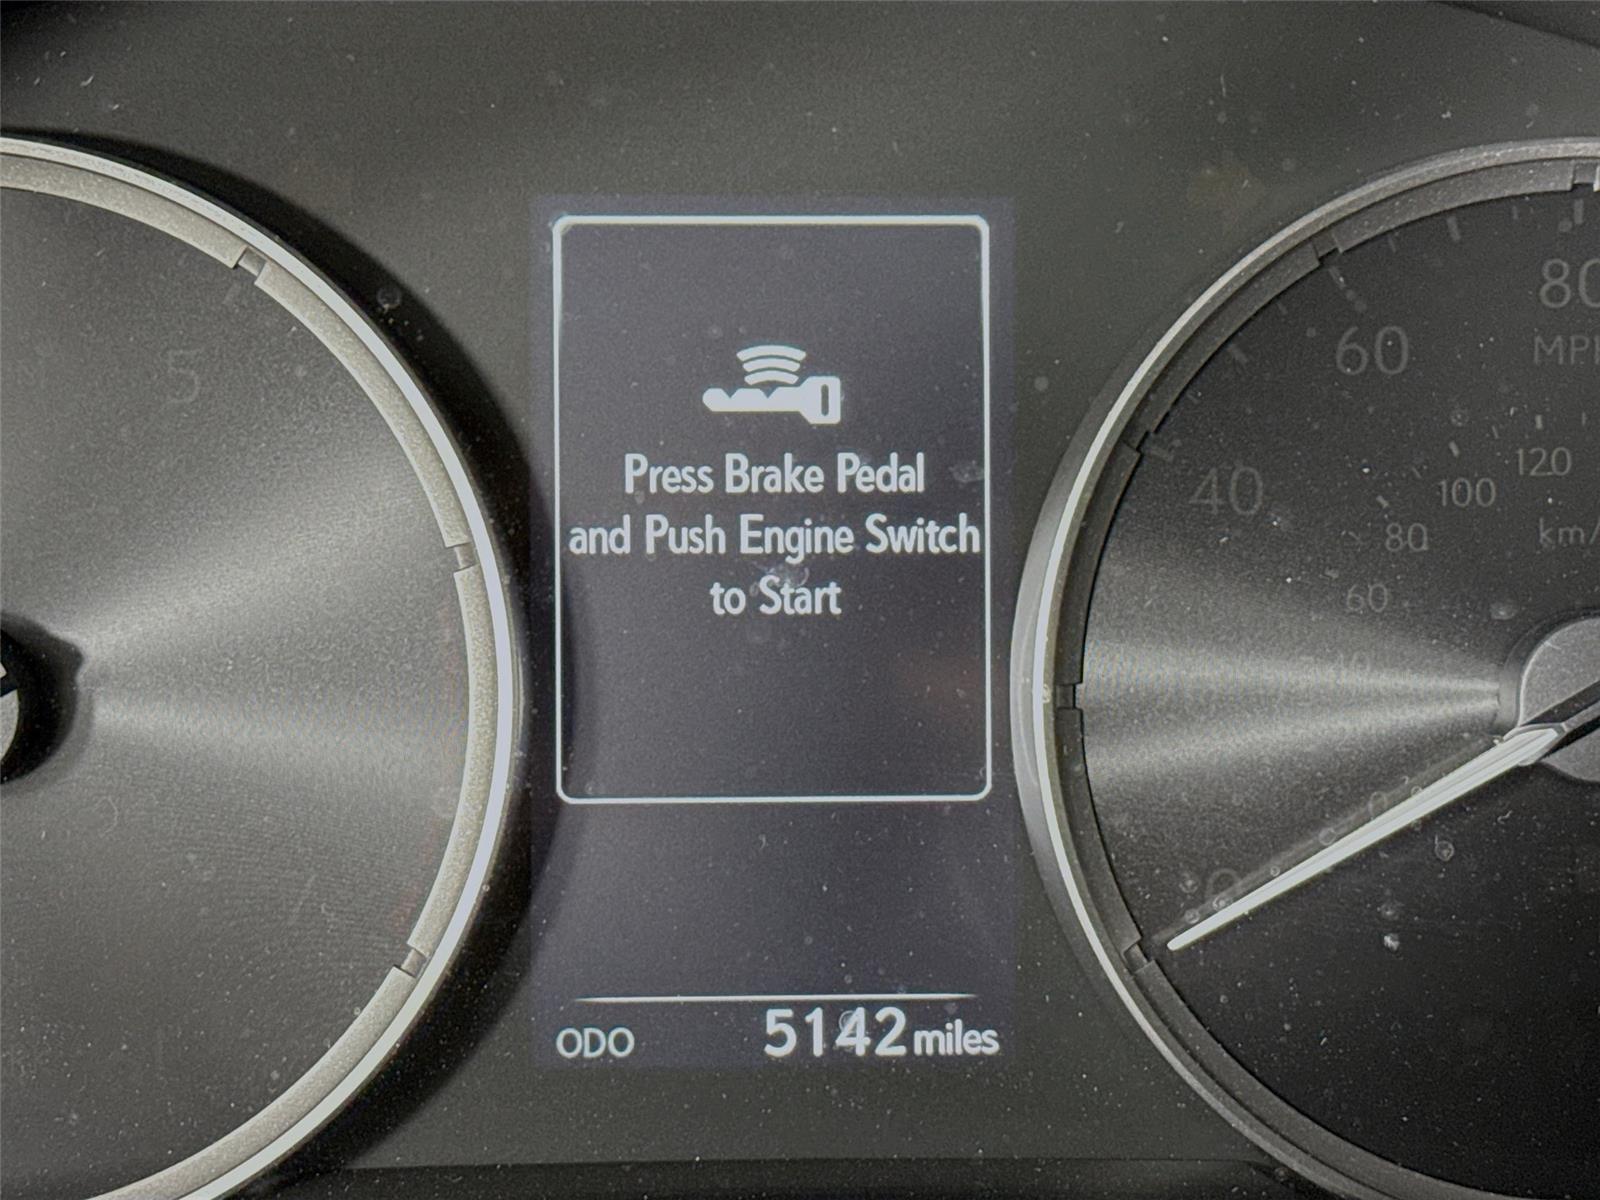 5
Press Brake Pedal
and Push Engine Switch
to Start
ODO 5142 miles
80
MPH
60
40
120
100
80
km/
60